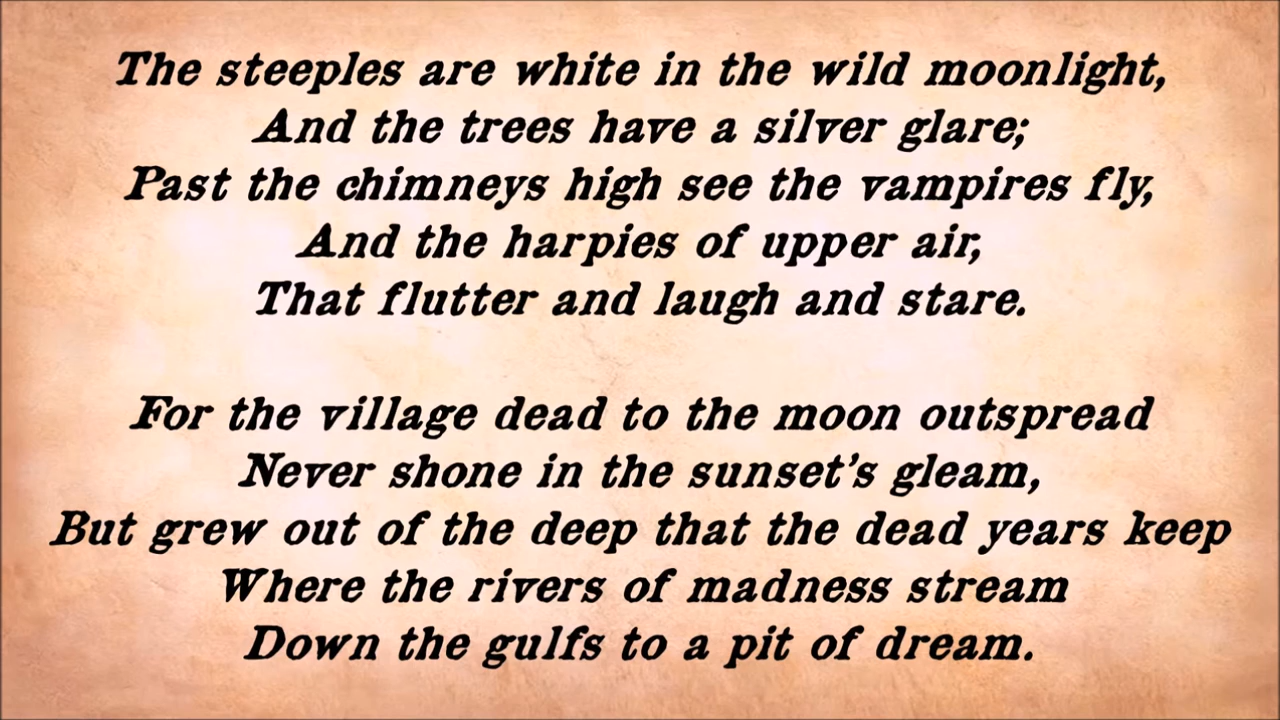 The steeples are white in the wild moonlight,
And the trees have a silver glare;
Past the chimneys high see the vampires fly,
And the harpies of upper air,
That flutter and laugh and stare.
For the village dead to the moon outspread
Never shone in the sunset’s gleam,
But grew out of the deep that the dead years keep
Where the rivers of madness stream
Down the gulfs to a pit of dream.